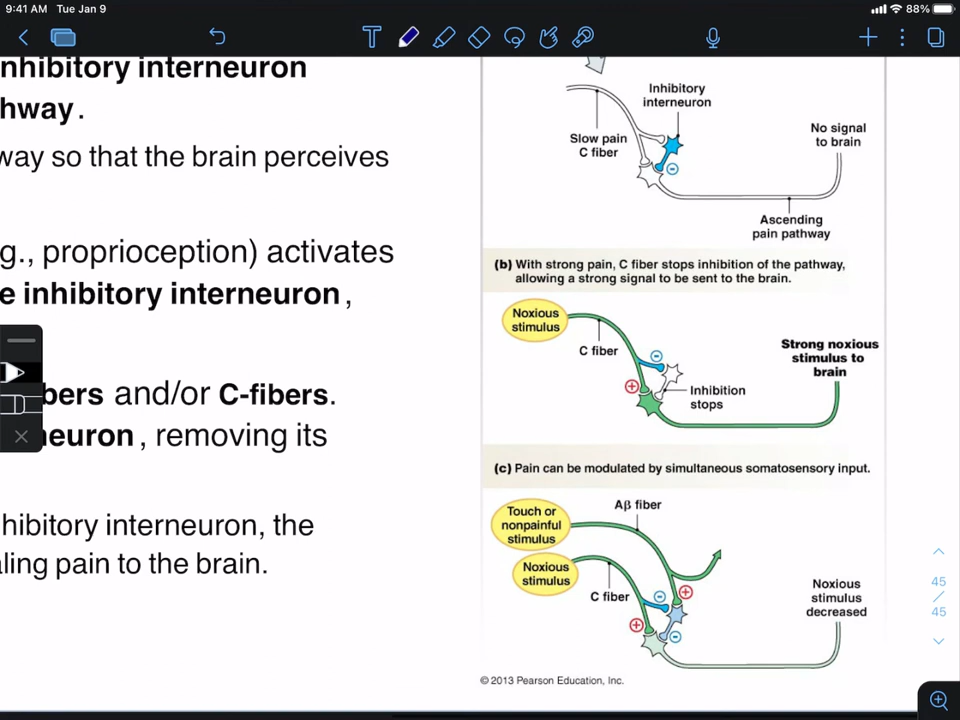 9:41 AM Tue Jan 9
88%
T
nhibitory interneuron
hway.
way so that the brain perceives
g., proprioception) activates
e inhibitory interneuron,
bers and/or C-fibers.
neuron, removing its
hibitory interneuron, the
ling pain to the brain.
Inhibitory
interneuron
Slow pain
C fiber
No signal
to brain
Ascending
pain pathway
(b) With strong pain, C fiber stops inhibition of the pathway,
allowing a strong signal to be sent to the brain.
Noxious
stimulus
C fiber
Strong noxious
stimulus to
brain
Inhibition
stops
(c) Pain can be modulated by simultaneous somatosensory input.
Touch or
nonpainful
stimulus
Aβ fiber
Noxious
stimulus
C fiber
Noxious
stimulus
decreased
© 2013 Pearson Education, Inc.
45
/
45